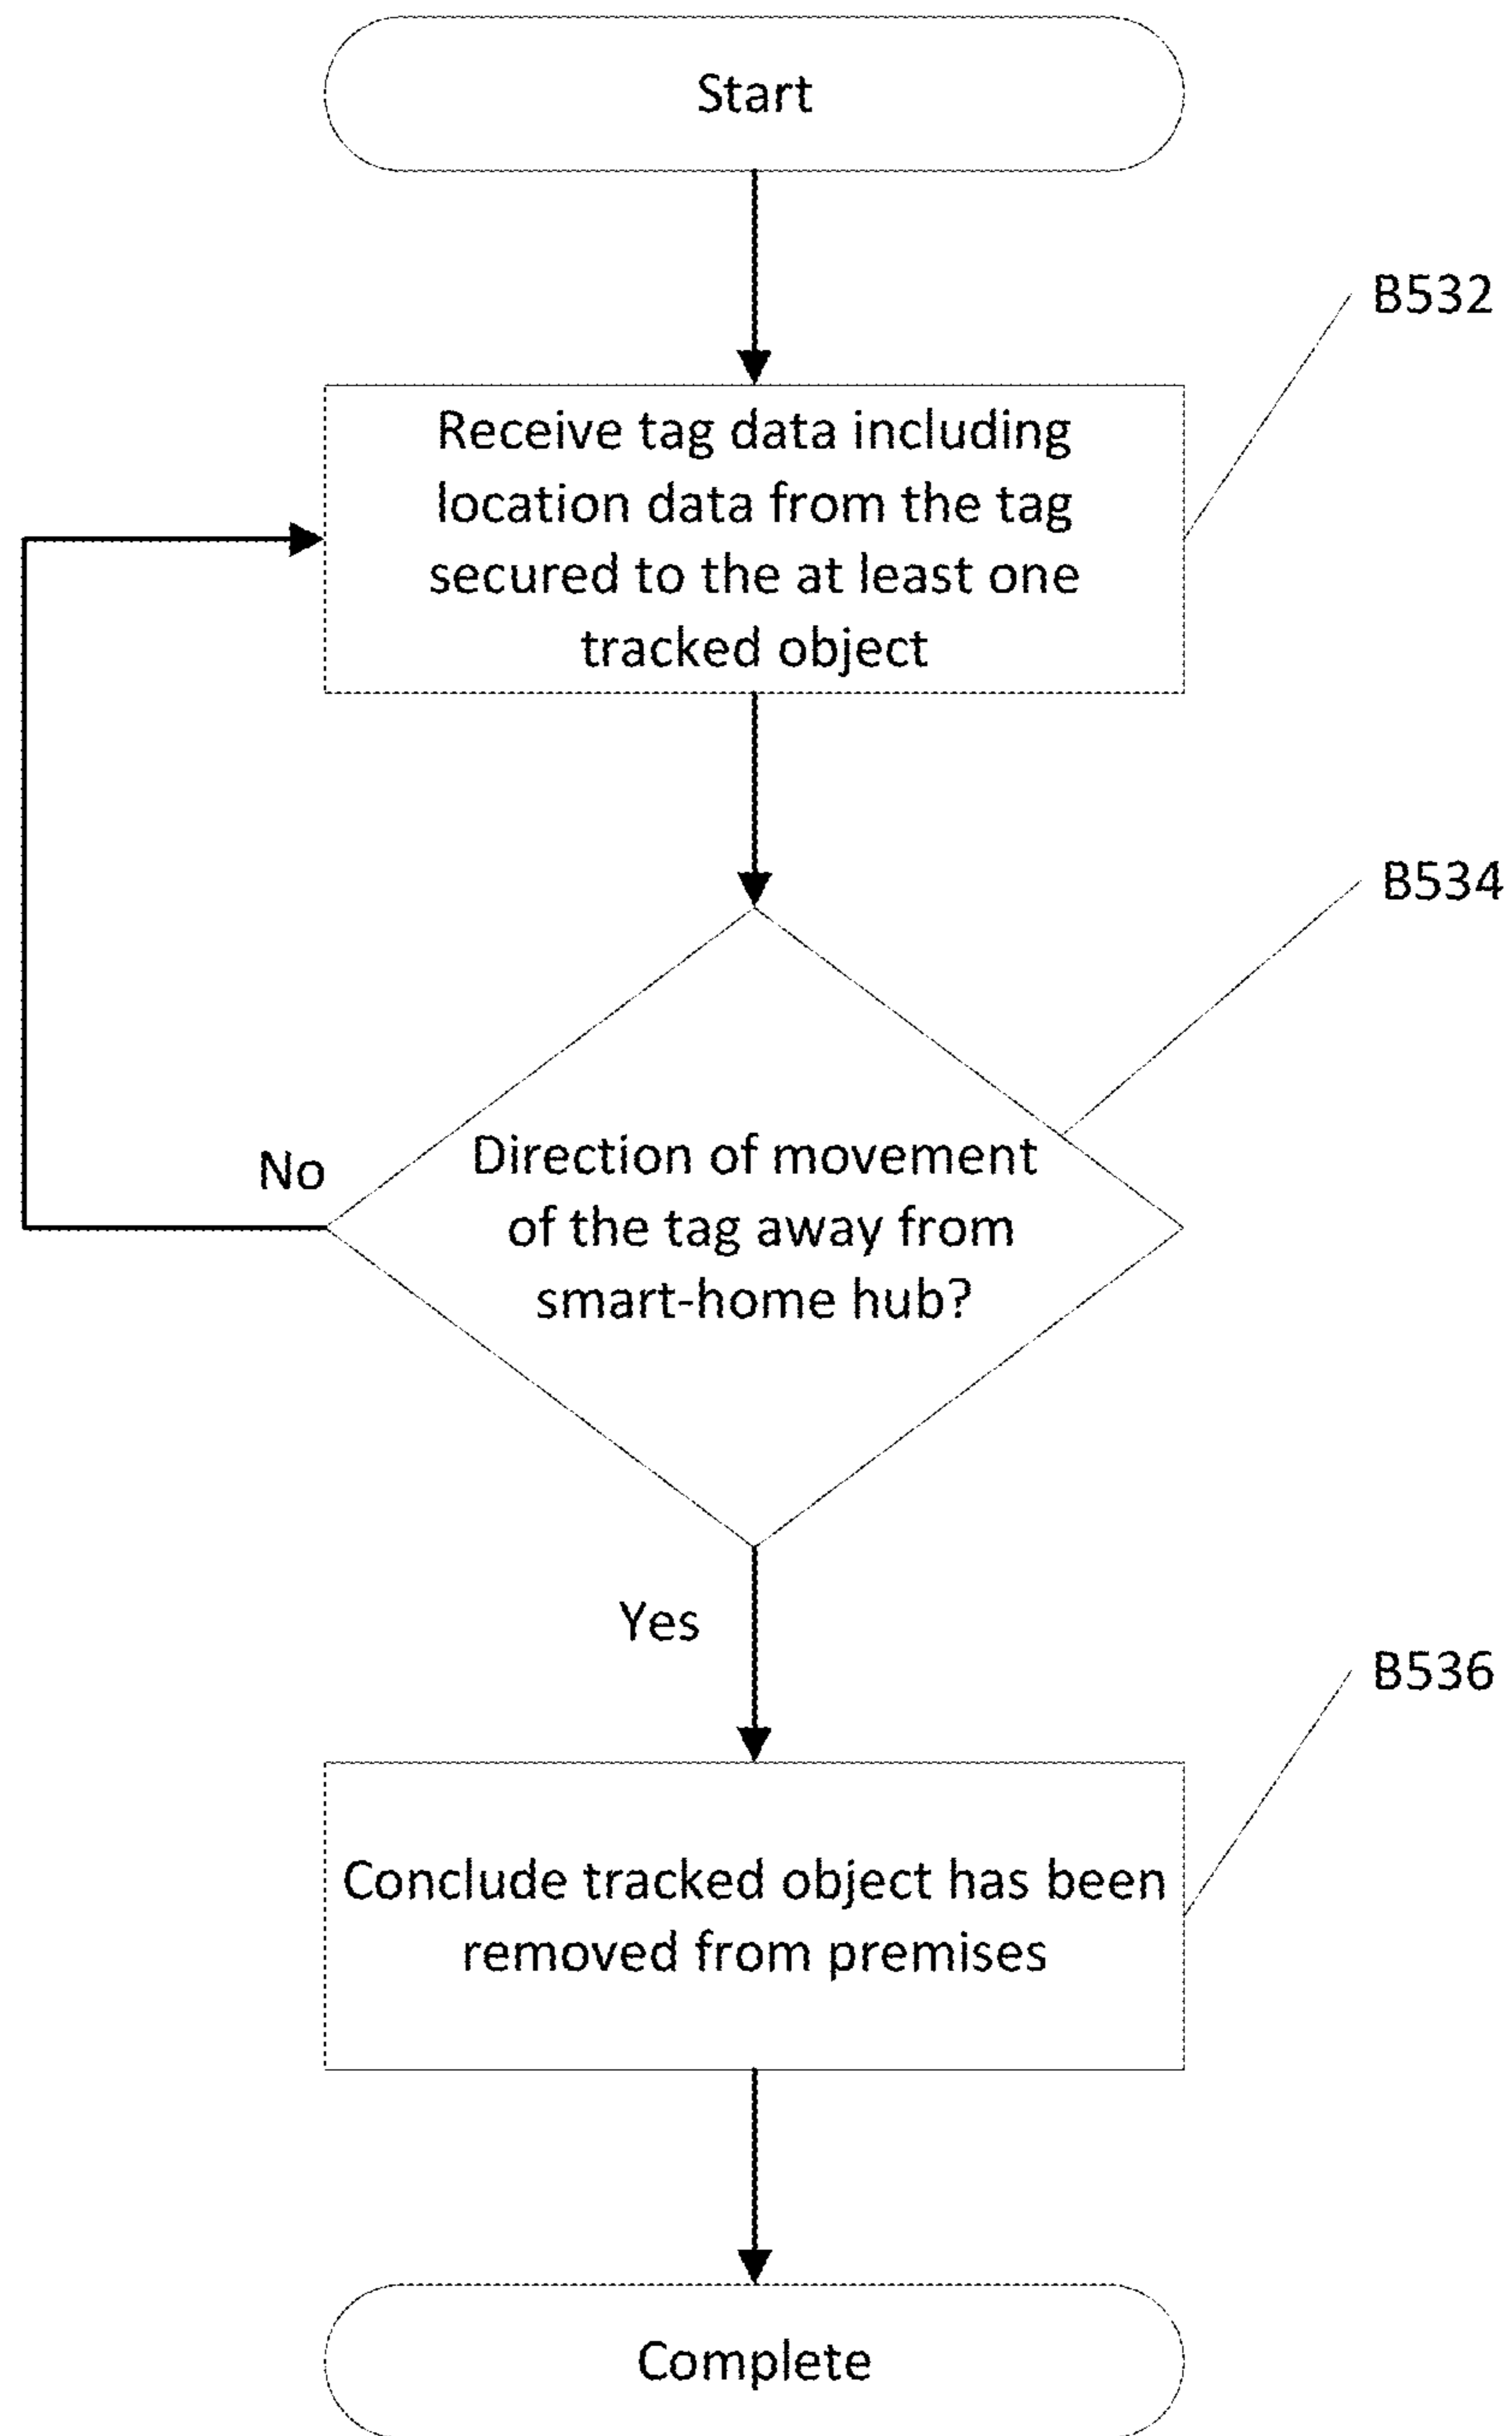 Start
B532
Receive tag data including
location data from the tag
secured to the at least one
tracked object
B534
No
Direction of movement
of the tag away from
smart-home hub?
Yes
B536
Conclude tracked object has been
removed from premises
Complete